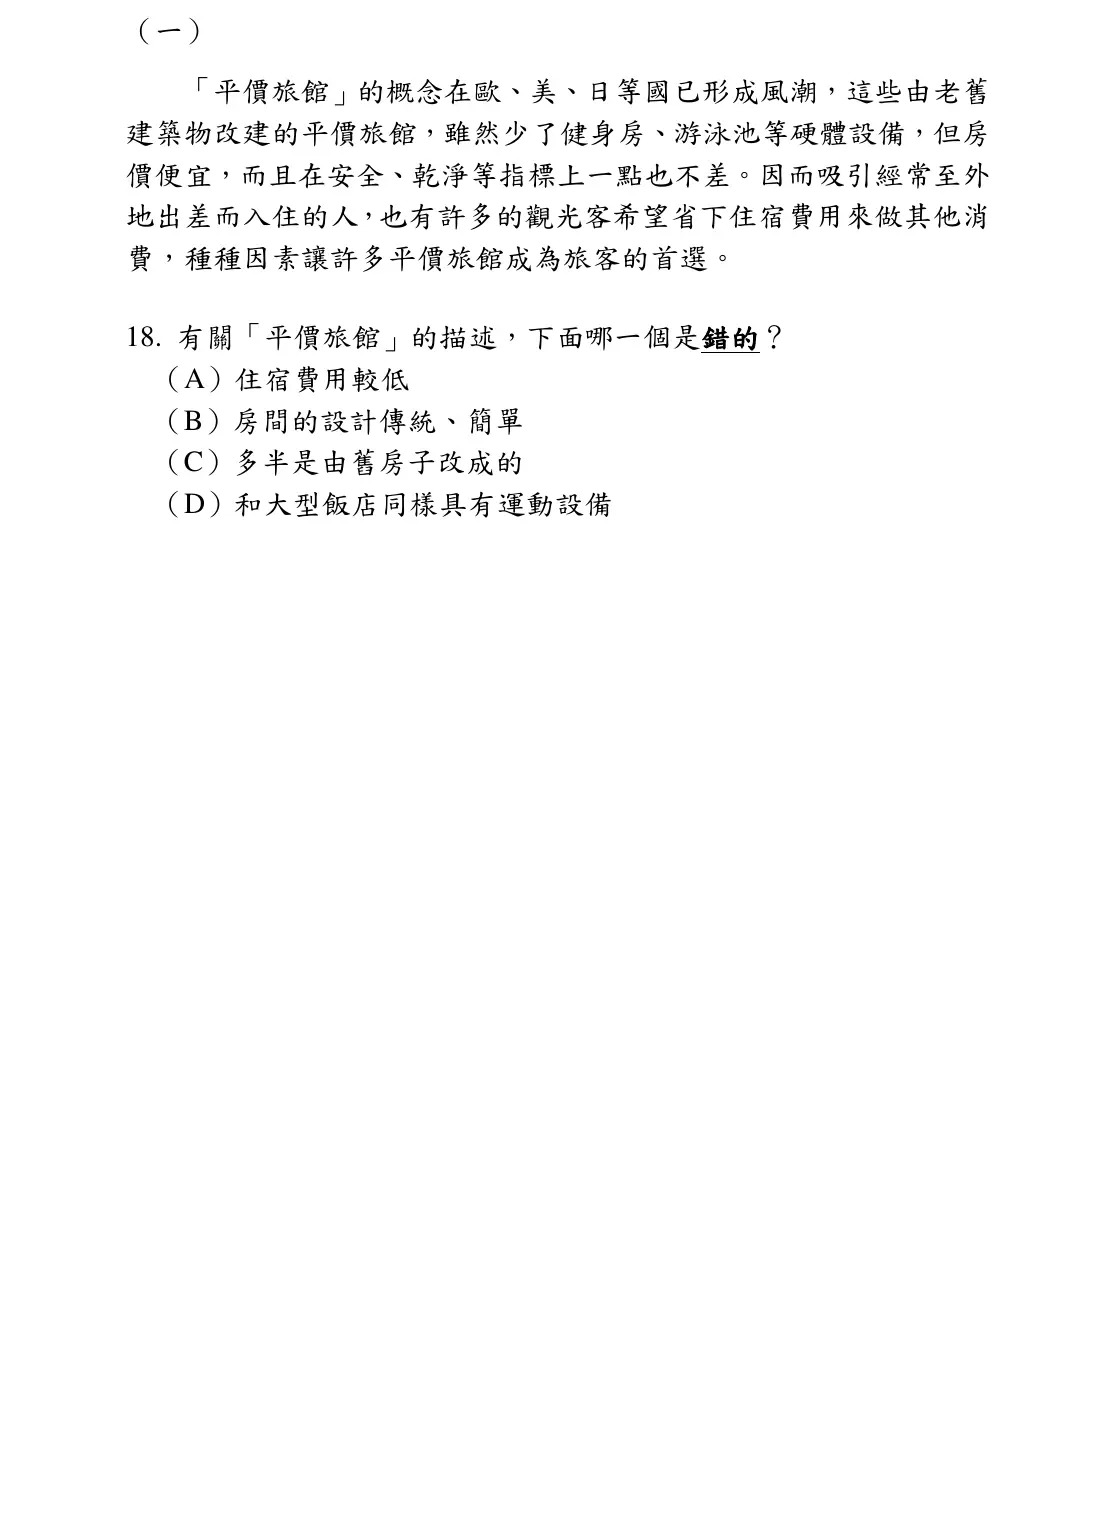 （一）
「平價旅館」的概念在歐、美、日等國已形成風潮，這些由老舊
建築物改建的平價旅館，雖然少了健身房、游泳池等硬體設備，但房
價便宜，而且在安全、乾淨等指標上一點也不差。因而吸引經常至外
地出差而入住的人，也有許多的觀光客希望省下住宿費用來做其他消
費，種種因素讓許多平價旅館成為旅客的首選。
18. 有關「平價旅館」的描述，下面哪一個是錯的？
（A）住宿費用較低
（B）房間的設計傳統、簡單
（C）多半是由舊房子改成的
（D）和大型飯店同樣具有運動設備